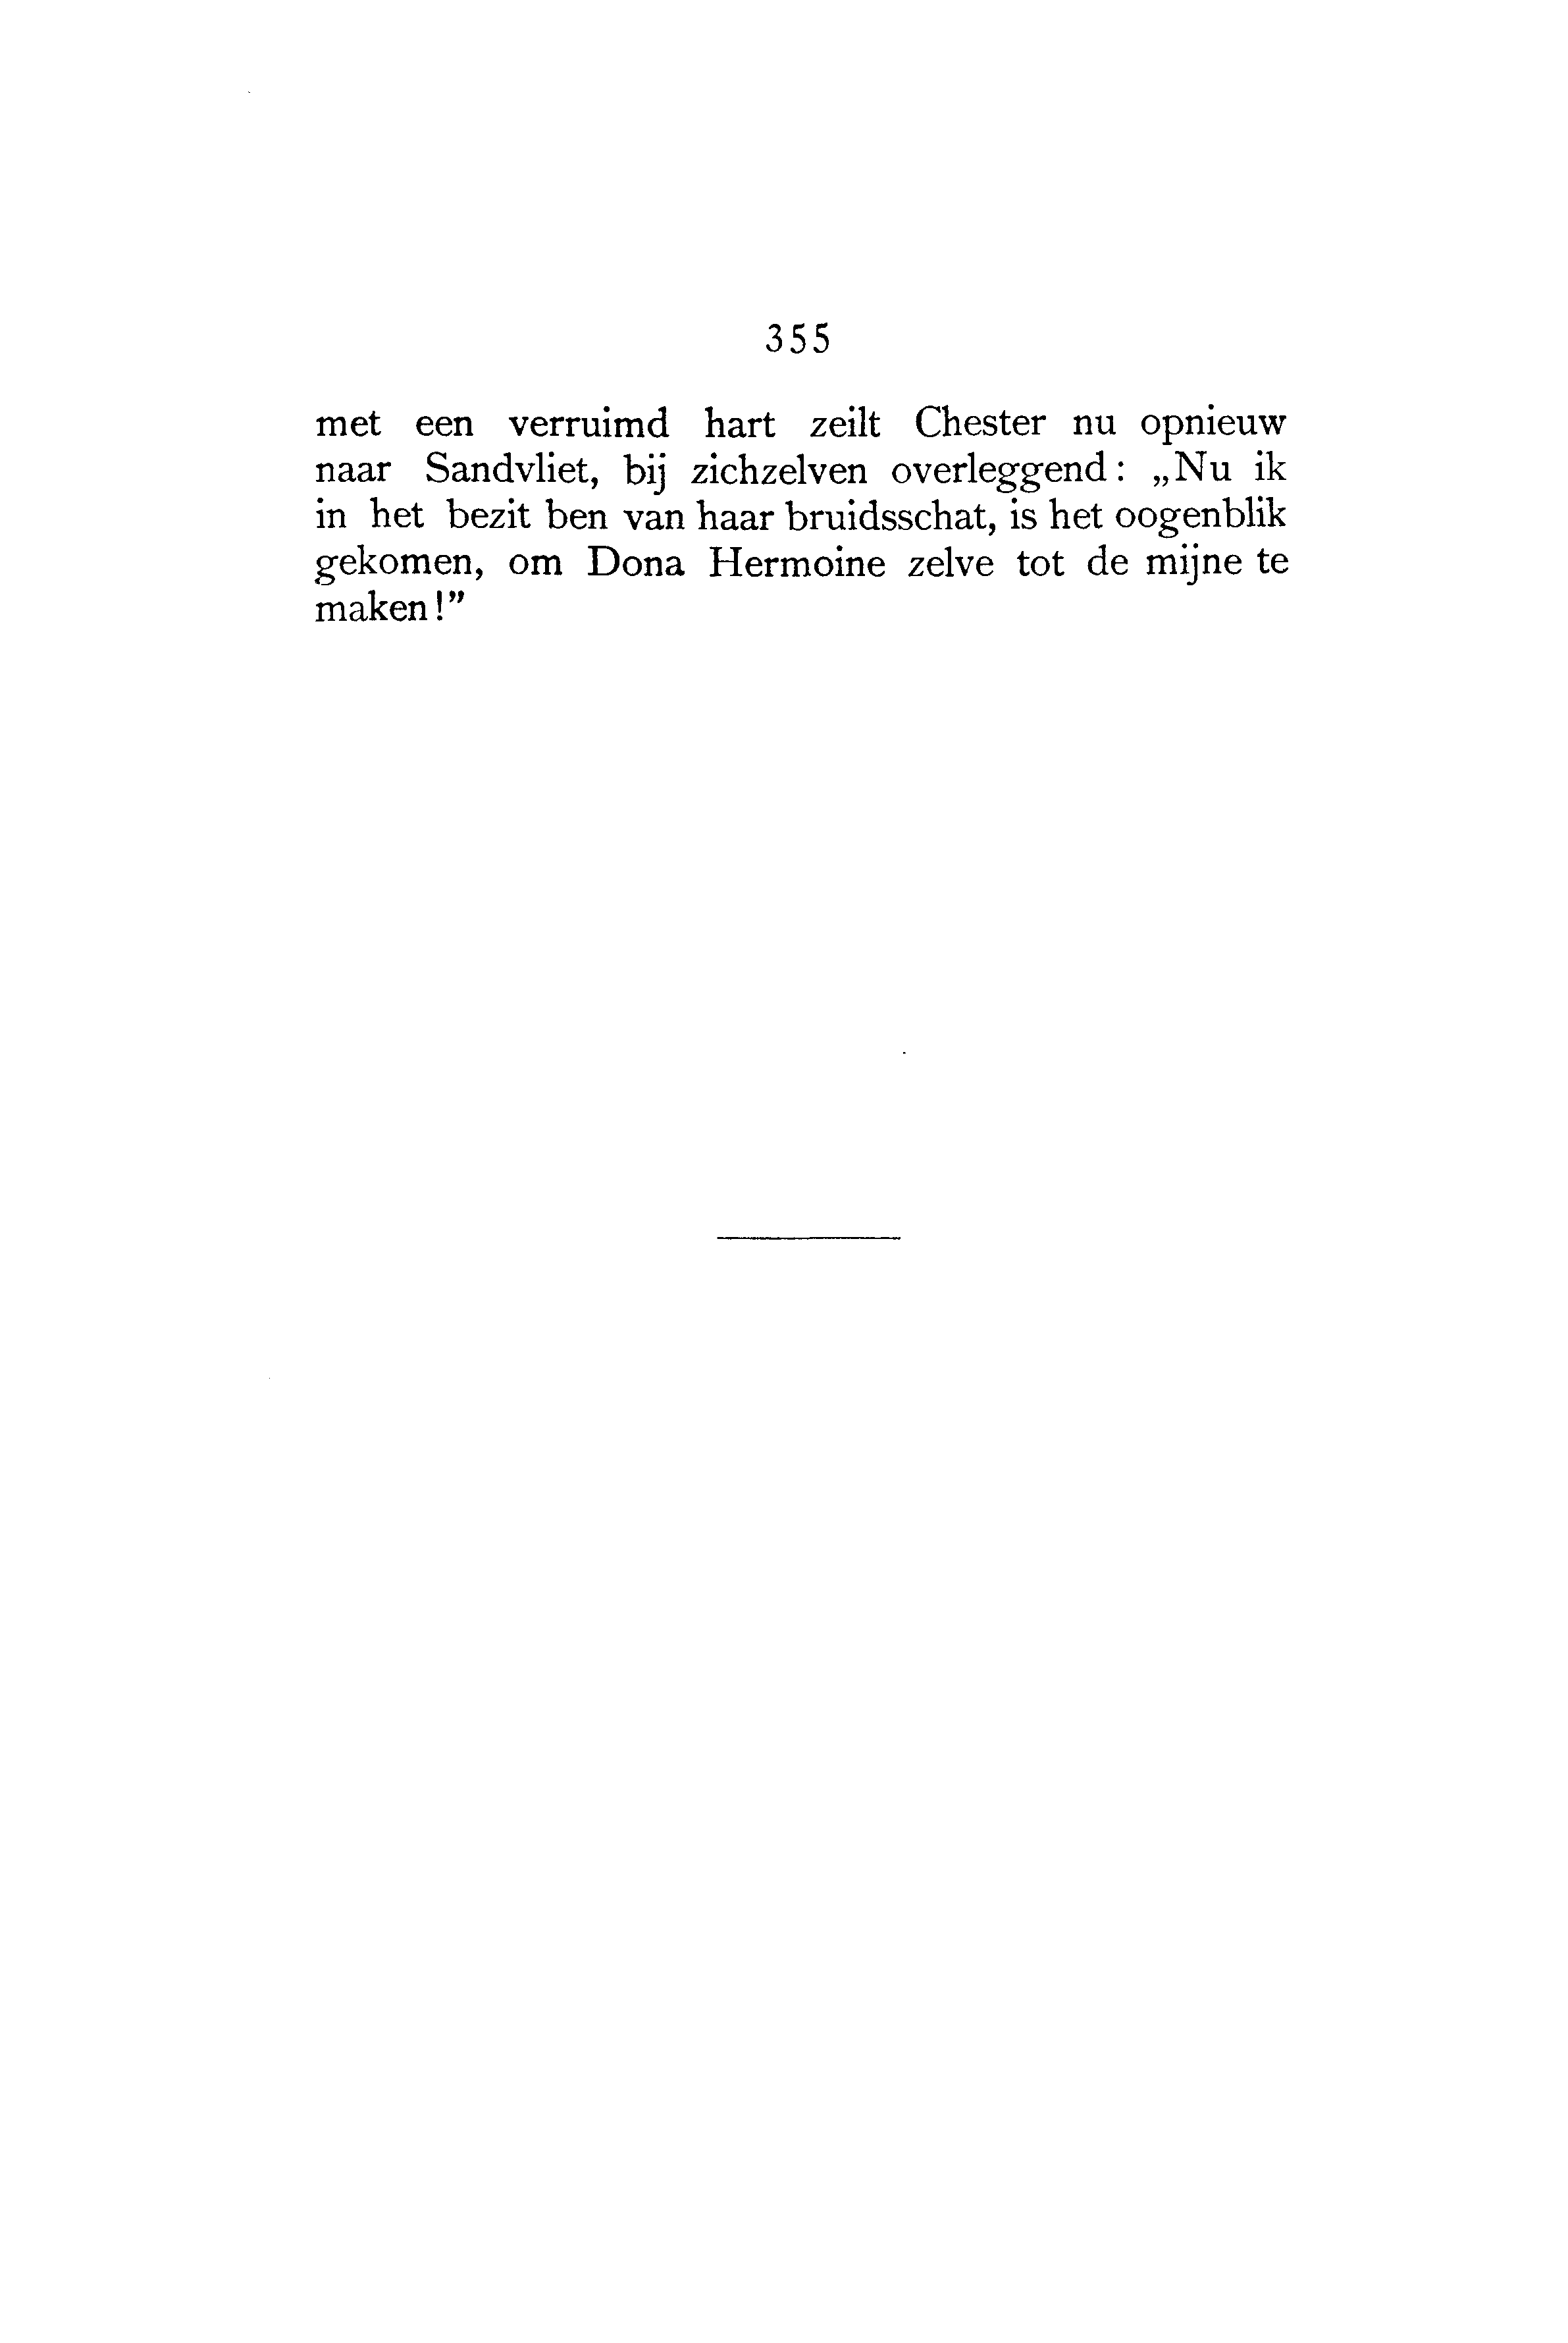 355
met een verruimd hart zeilt Chester nu opnieuw
naar Sandvliet, bij zichzelven overleggend: „Nu ik
in het bezit ben van haar bruidsschat, is het oogenblik
gekomen, om Dona Hermoine zelve tot de mijne te
maken!”